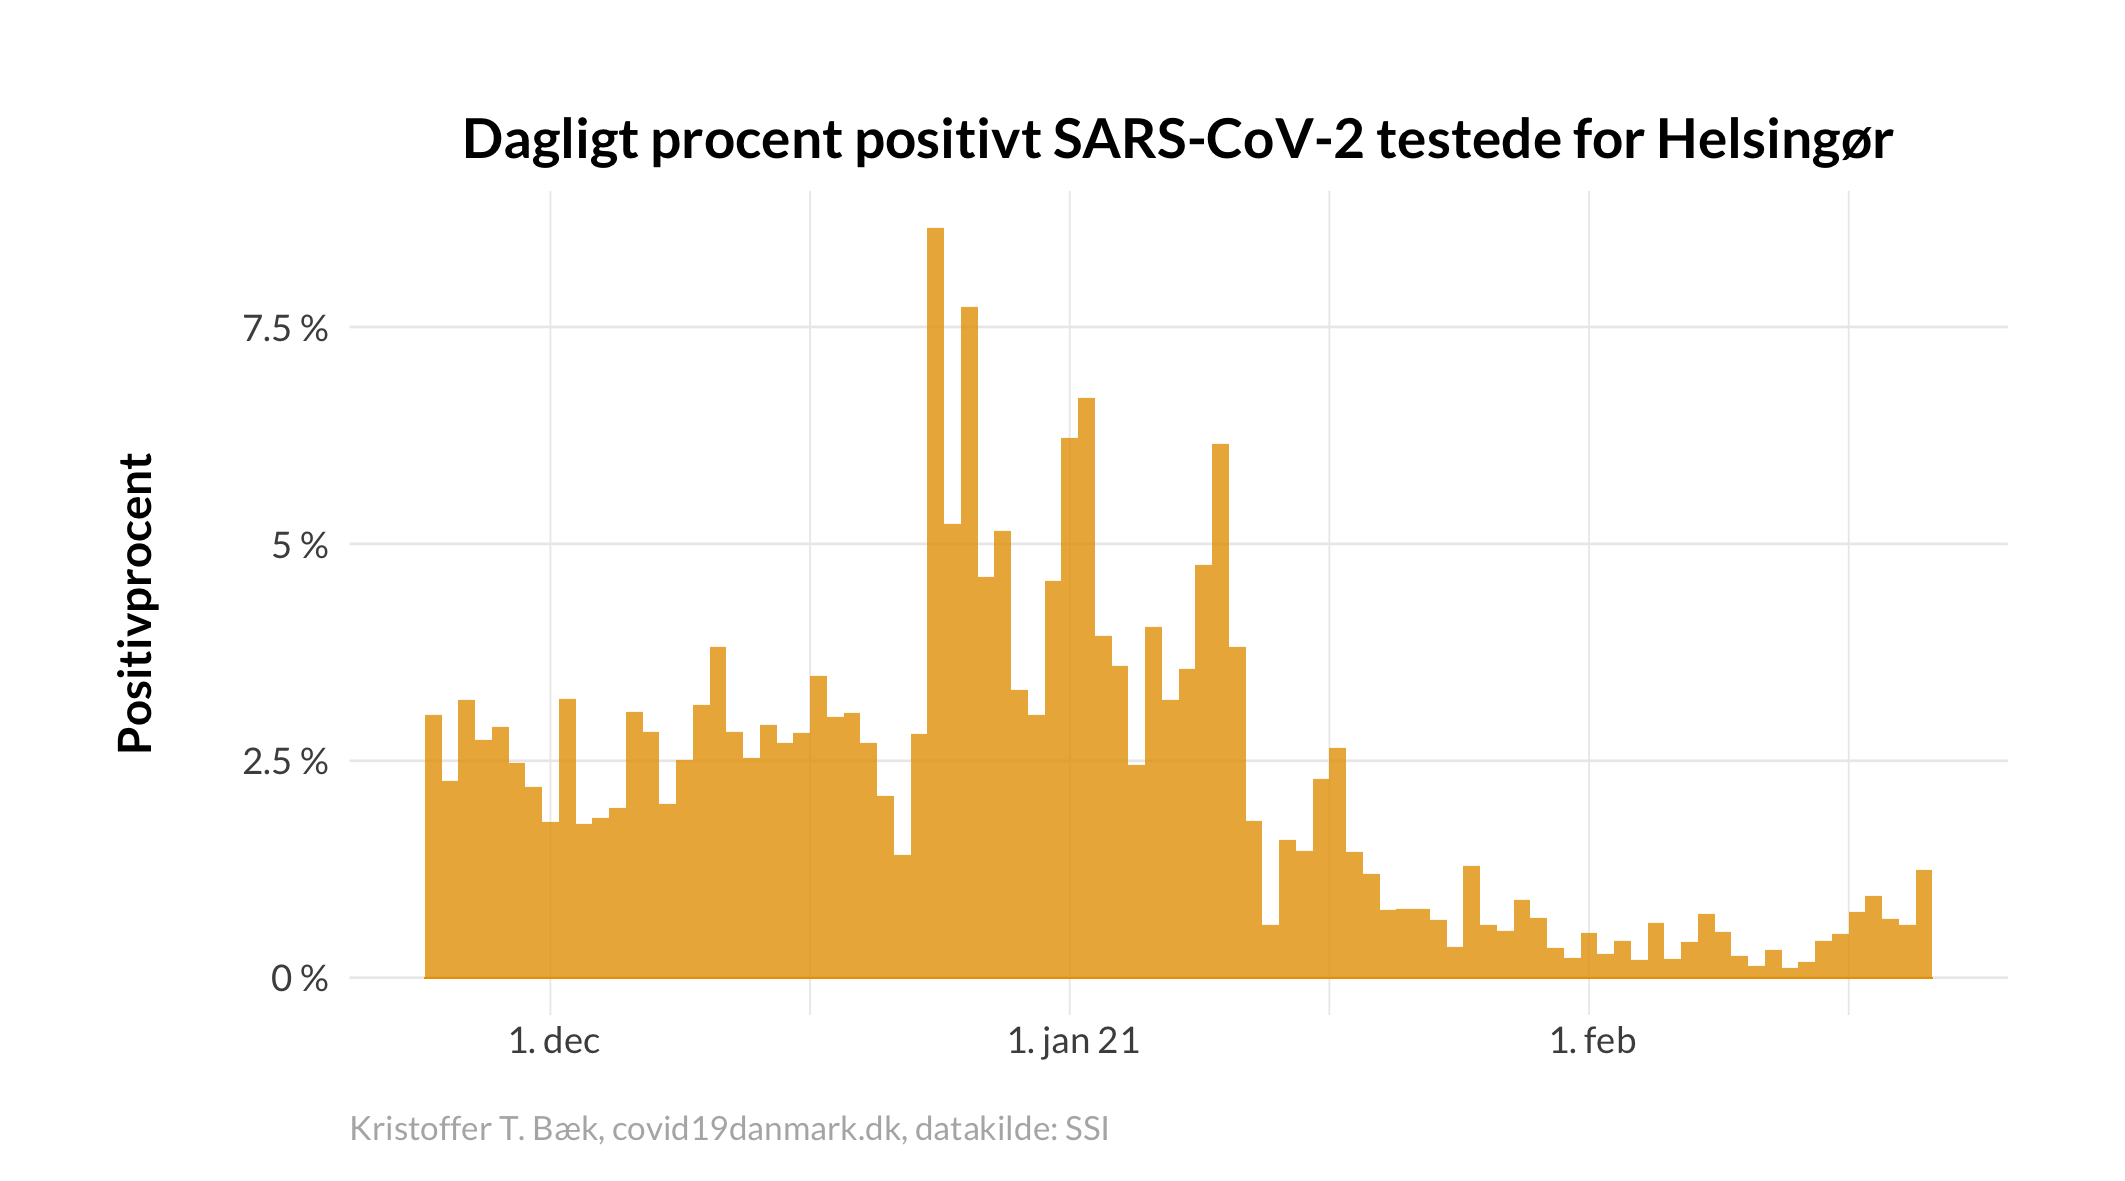 Dagligt procent positivt SARS-CoV-2 testede for Helsingør
Positivprocent
7.5 %
5 %
2.5 %
0 %
1. dec
1. jan 21
1. feb
Kristoffer T. Bæk, covid19danmark.dk, datakilde: SSI